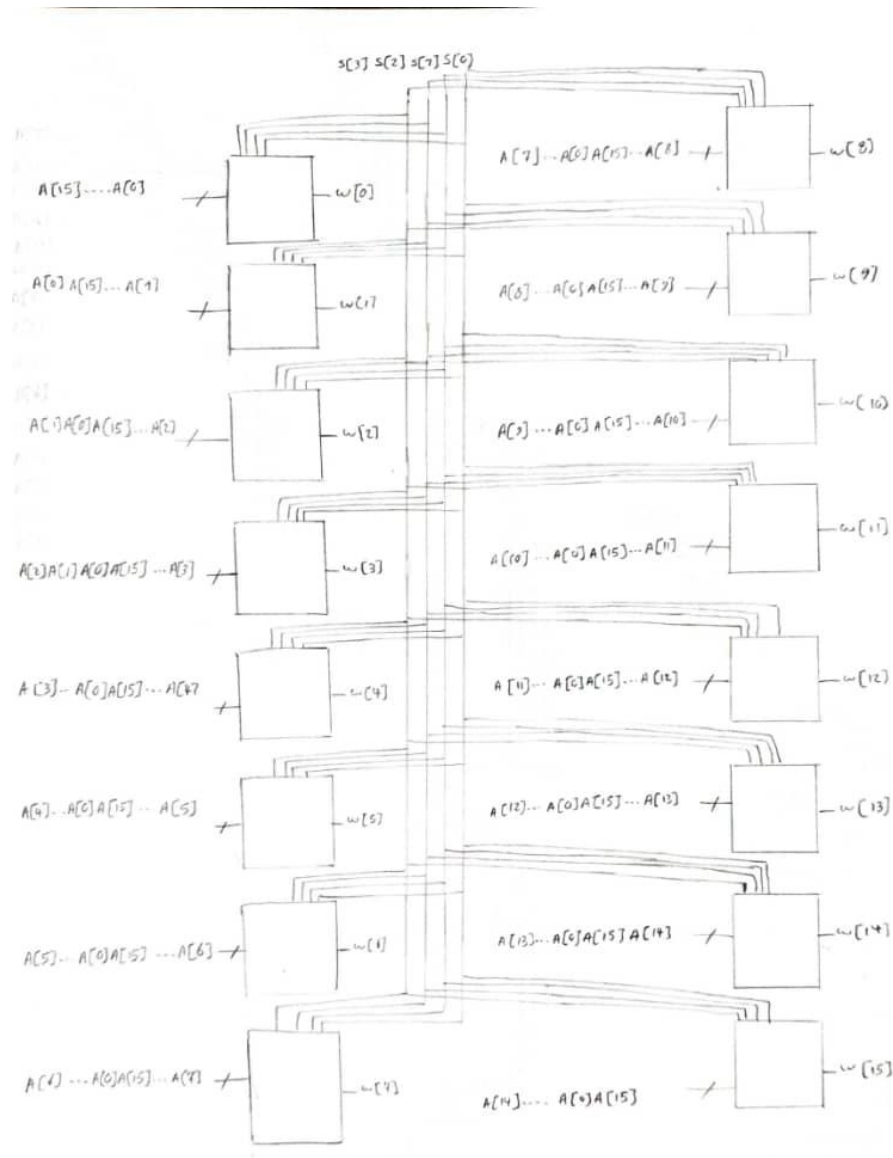 S[3] S[2] S[1] S[0]
A[15]....A[0]
w[0]
A[0] A[15]... A[1]
w[1]
A[1]A[0]A[15]...A[2]
w[2]
A[2]A[1]A[0]A[15]...A[3]
w[3]
A[3]...A[0]A[15]...A[4]
w[4]
A[4]...A[0]A[15]...A[5]
w[5]
A[5]...A[0]A[15]...A[6]
w[6]
A[6]...A[0]A[15]...A[7]
w[7]
A[7]...A[0]A[15]...A[8]
w[8]
A[8]...A[0]A[15]...A[9]
w[9]
A[9]...A[0]A[15]...A[10]
w[10]
A[10]...A[0]A[15]...A[11]
w[11]
A[11]...A[0]A[15]...A[12]
w[12]
A[12]...A[0]A[15]...A[13]
w[13]
A[13]...A[0]A[15]A[14]
w[14]
A[14].... A[0]A[15]
w[15]